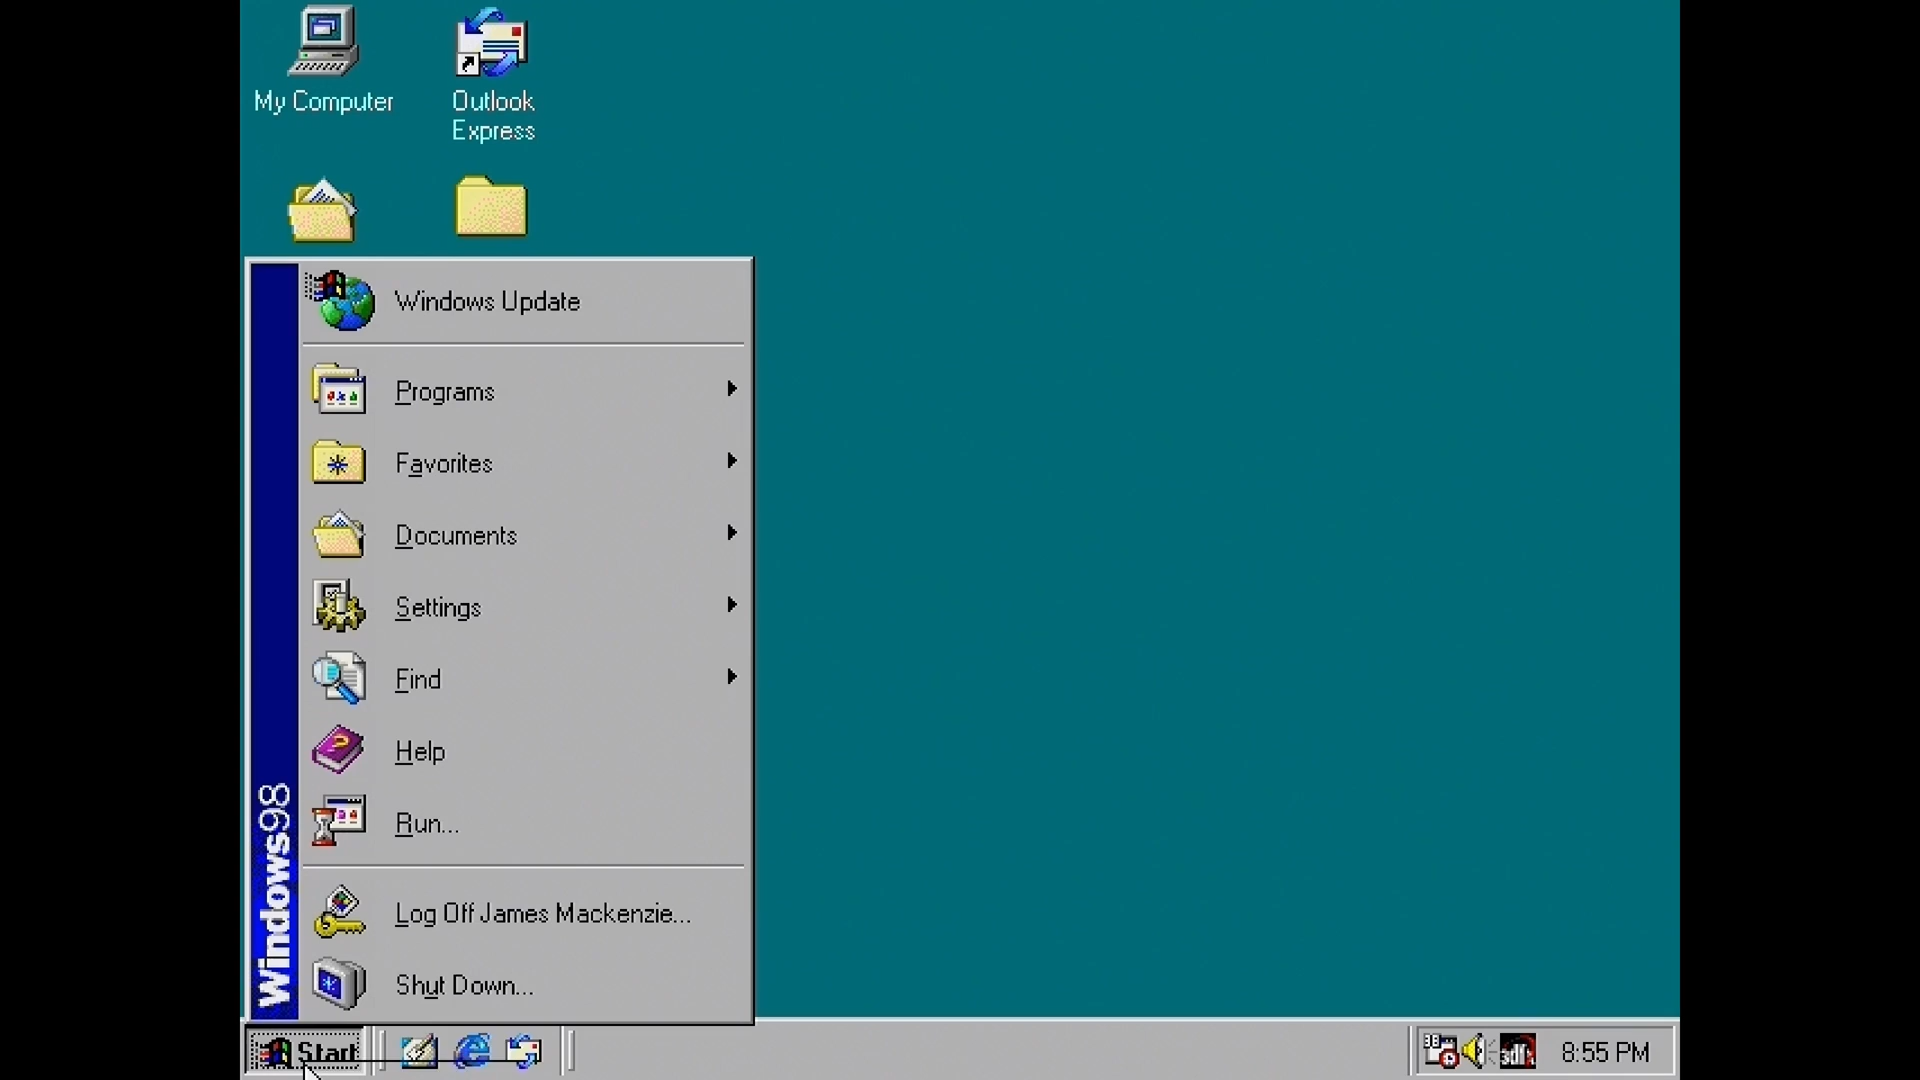 My Computer
Outlook
Express
Windows Update
Programs
Favorites
Documents
Settings
Find
Help
Run...
Log Off James Mackenzie...
Shut Down...
Windows98
Start
8:55 PM